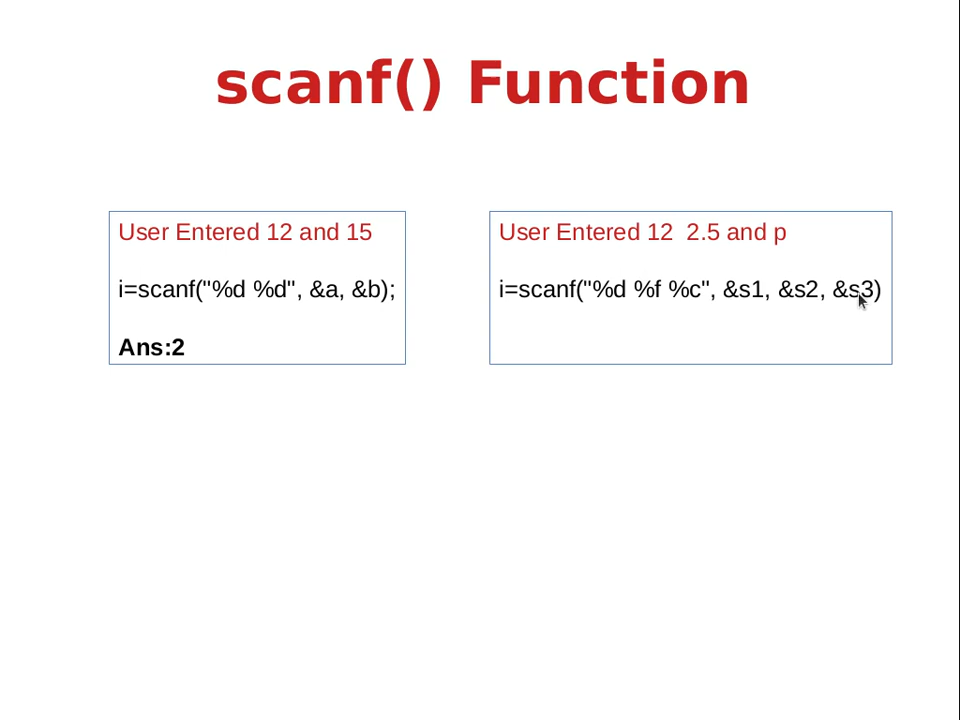 scanf() Function
User Entered 12 and 15
i=scanf("%d %d", &a, &b);
Ans:2
User Entered 12  2.5 and p
i=scanf("%d %f %c", &s1, &s2, &s3)